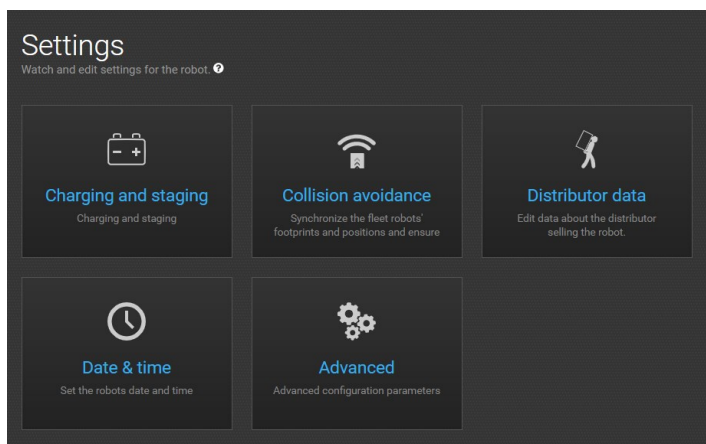 Settings
Watch and edit settings for the robot. ?
- +
Charging and staging
Charging and staging
Collision avoidance
Synchronize the fleet robots'
footprints and positions and ensure
Distributor data
Edit data about the distributor
selling the robot.
Date & time
Set the robots date and time
Advanced
Advanced configuration parameters